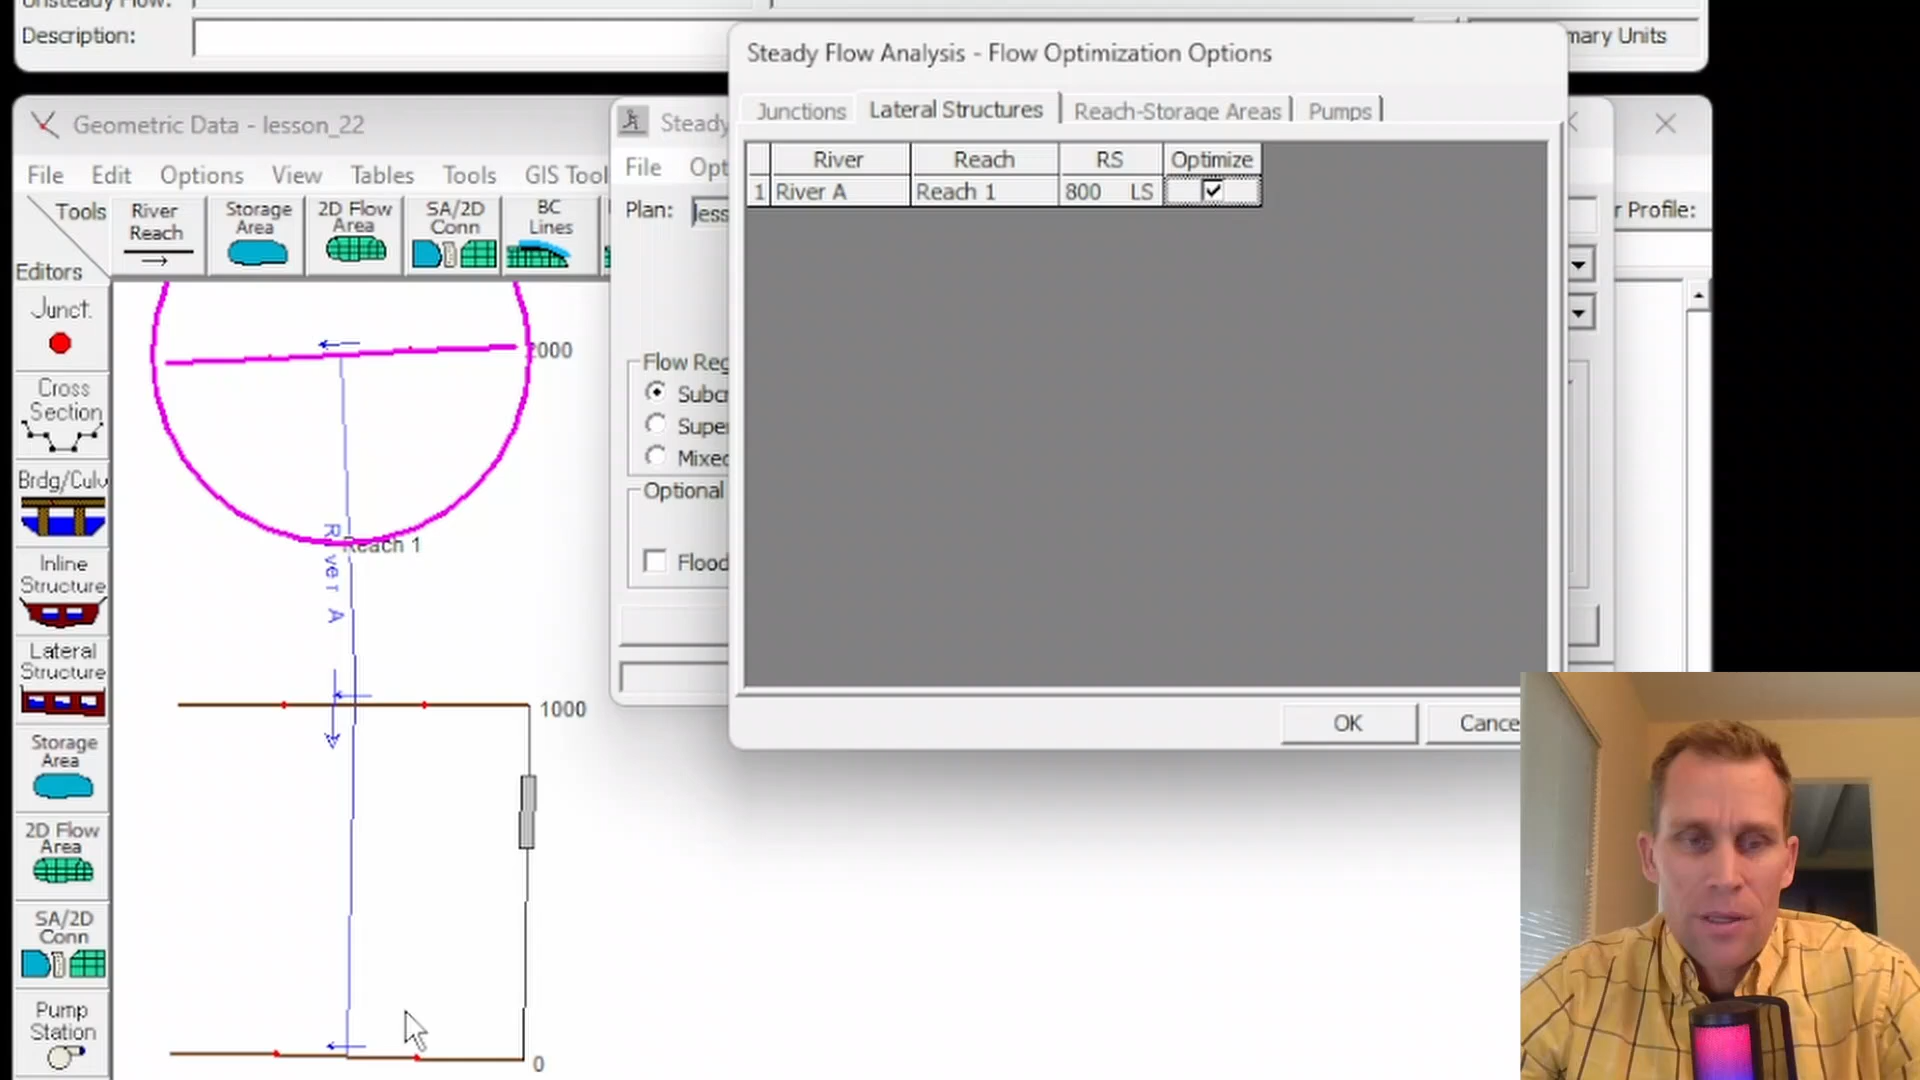 Unsteady Flow:
Description:
mary Units
Steady Flow Analysis - Flow Optimization Options
Junctions
Lateral Structures
Reach-Storage Areas
Pumps
River
Reach
RS
Optimize
1
River A
Reach 1
800 LS
OK
Cance
Geometric Data - lesson_22
File
Edit
Options
View
Tables
Tools
GIS Tool
Tools
River
Reach
Storage
Area
2D Flow
Area
SA/2D
Conn
BC
Lines
Editors
Junct.
Cross
Section
Brdg/Culv
Inline
Structure
Lateral
Structure
Storage
Area
2D Flow
Area
SA/2D
Conn
Pump
Station
2000
Reach 1
River A
1000
0
Steady
File
Opt
Plan:
less
r Profile:
Flow Reg
Subcr
Super
Mixed
Optional
Flood